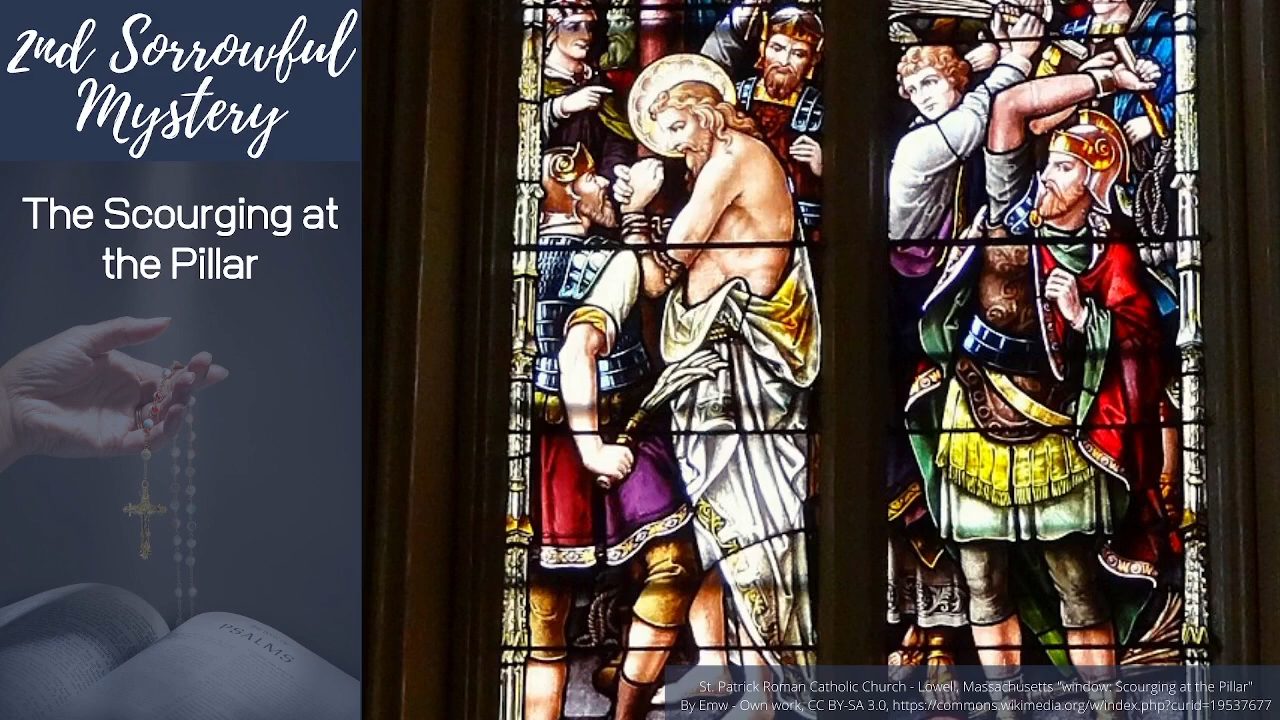 2nd Sorrowful
Mystery
The Scourging at
the Pillar
PSALMS
St. Patrick Roman Catholic Church - Lowell, Massachusetts "window: Scourging at the Pillar"
By Emw - Own work, CC BY-SA 3.0, https://commons.wikimedia.org/w/index.php?curid=19537677